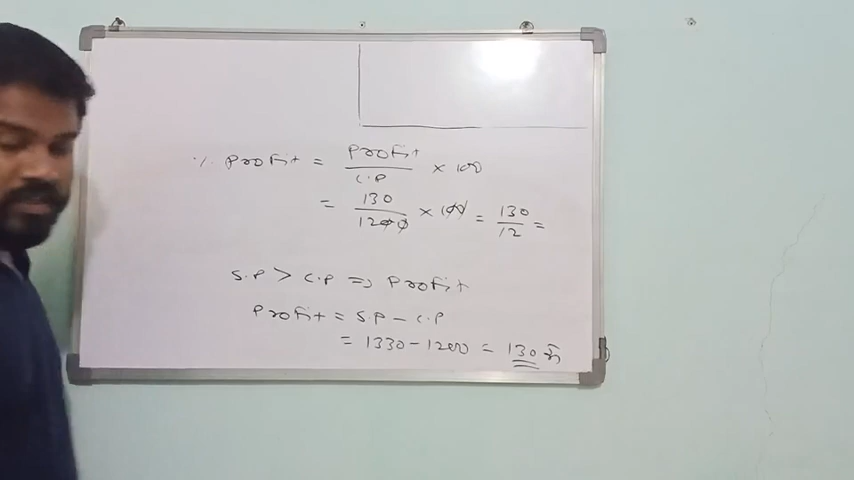 % Profit = Profit / C.P × 100
= 130 / 1200 × 100 = 130 / 12 =
S.P > C.P => Profit
Profit = S.P - C.P
= 1330 - 1200 = 130